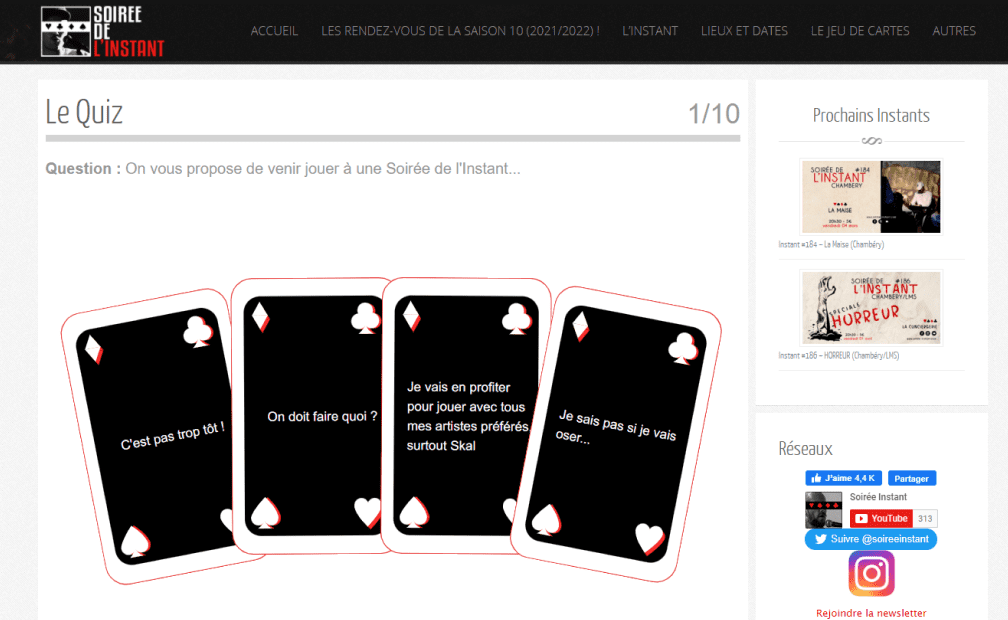 SOIREE
DE
L'INSTANT
ACCUEIL
LES RENDEZ-VOUS DE LA SAISON 10 (2021/2022) !
L'INSTANT
LIEUX ET DATES
LE JEU DE CARTES
AUTRES
Le Quiz
1/10
Question : On vous propose de venir jouer à une Soirée de l'Instant...
C'est pas trop tôt !
On doit faire quoi ?
Je vais en profiter
pour jouer avec tous
mes artistes préférés
surtout Skal
Je sais pas si je vais
oser...
Prochains Instants
SOIRÉE DE #184
L'INSTANT
CHAMBERY
LA MAISE
Instant #184 – La Maise (Chambéry)
SOIRÉE DE #186
L'INSTANT
CHAMBERY/LMS
SPECIALE
HORREUR
Instant #186 – HORREUR (Chambéry/LMS)
Réseaux
J'aime 4,4 K
Partager
Soirée Instant
YouTube 313
Suivre @soireeinstant
Rejoindre la newsletter